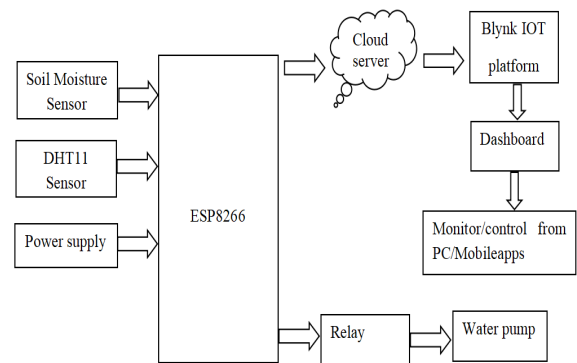 Soil Moisture
Sensor
DHT11
Sensor
Power supply
ESP8266
Cloud
server
Blynk IOT
platform
Dashboard
Monitor/control from
PC/Mobileapps
Relay
Water pump